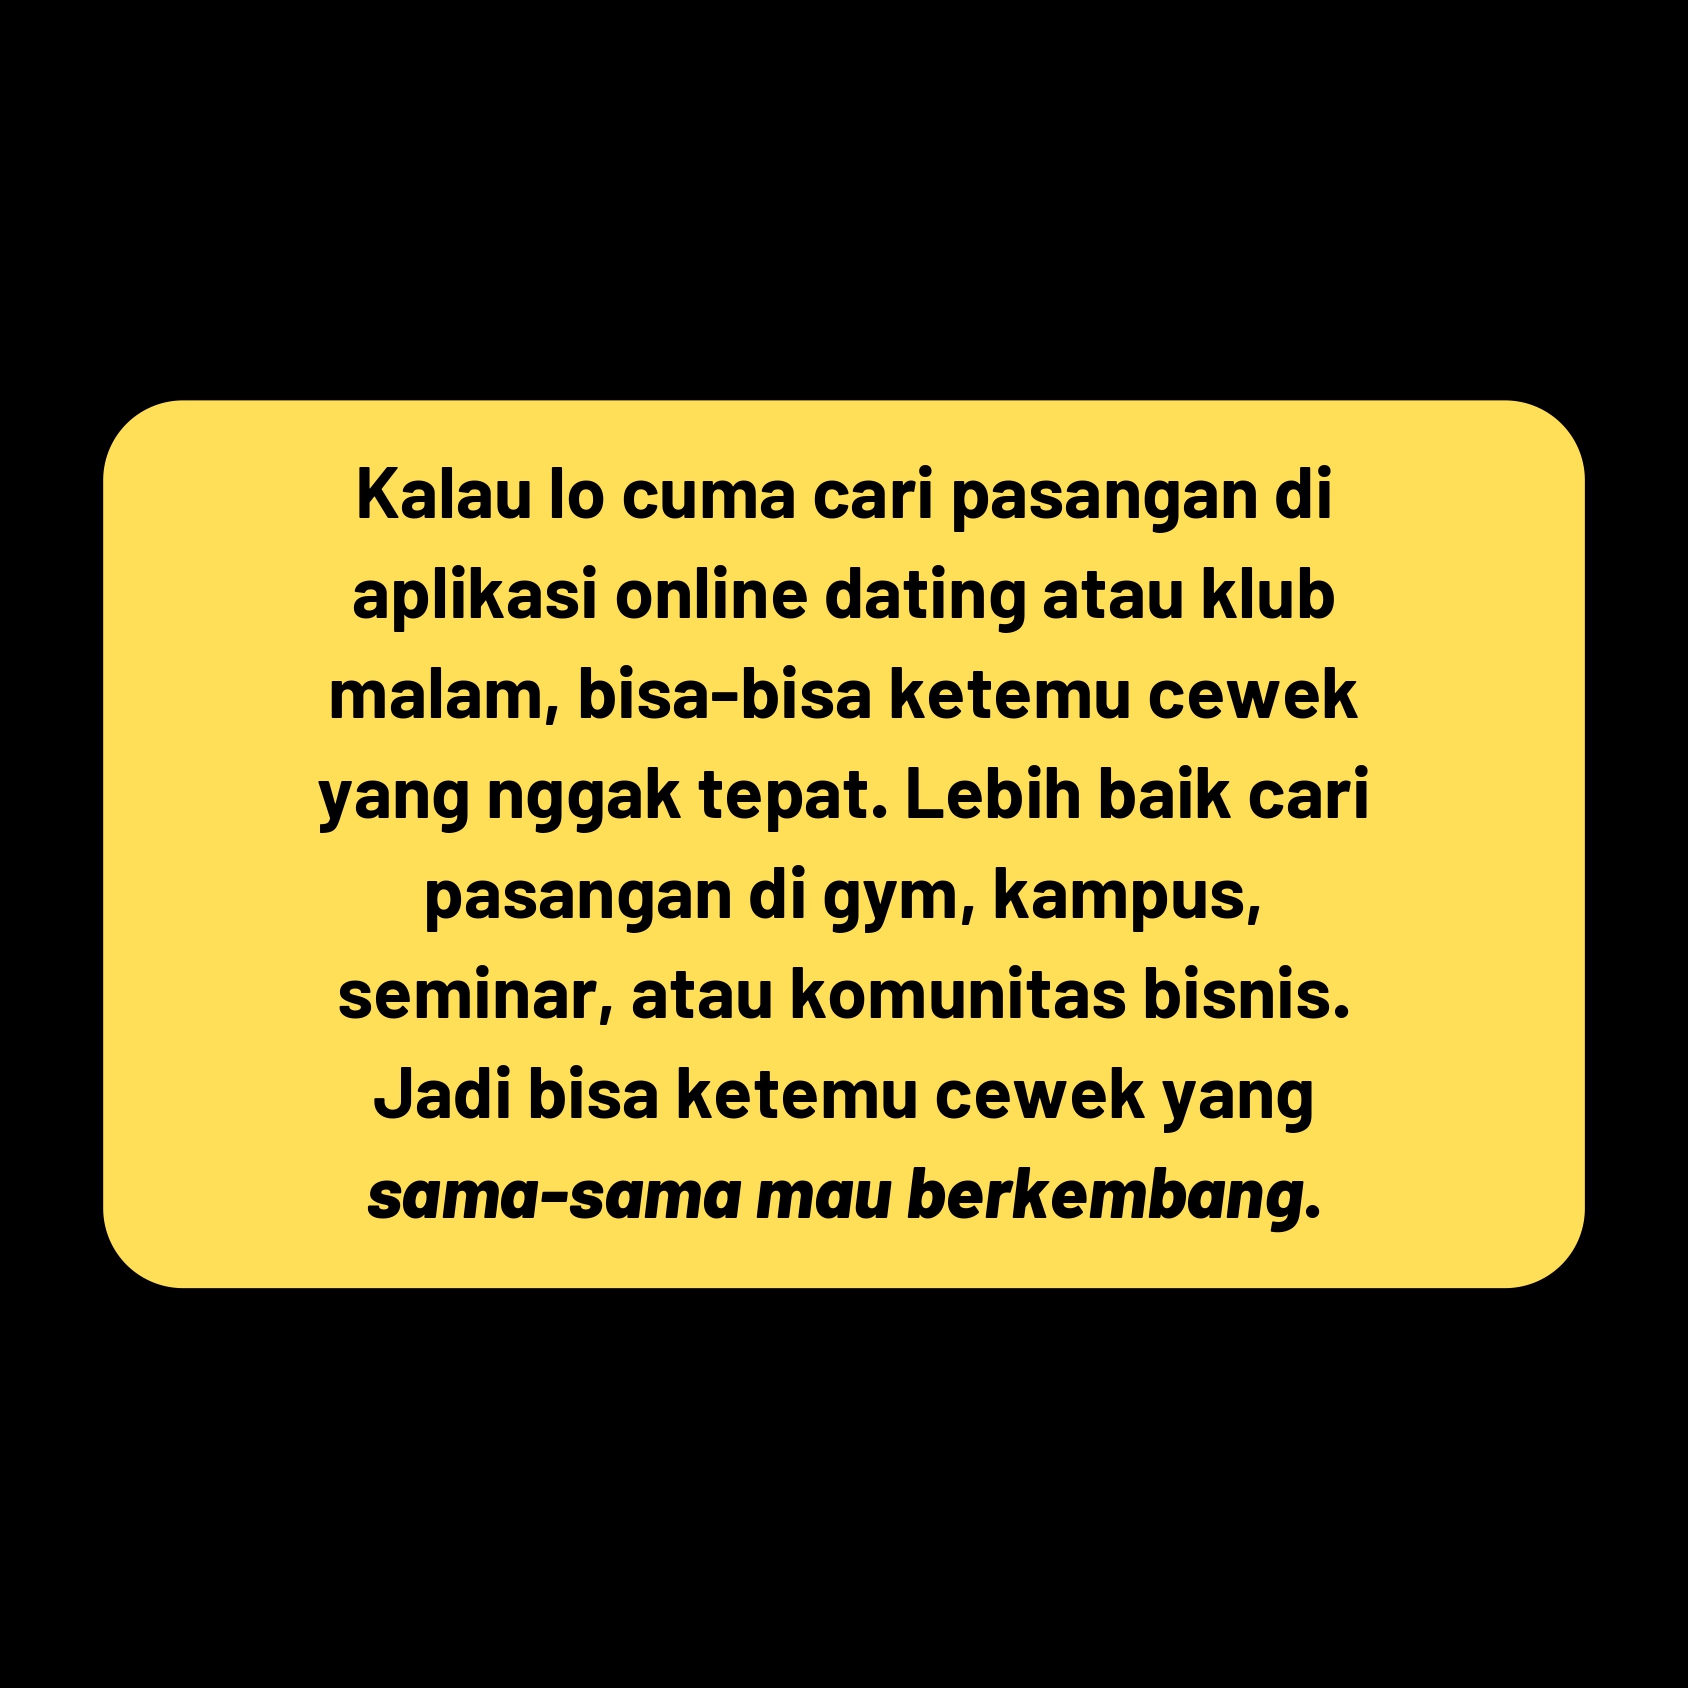 Kalau lo cuma cari pasangan di
aplikasi online dating atau klub
malam, bisa-bisa ketemu cewek
yang nggak tepat. Lebih baik cari
pasangan di gym, kampus,
seminar, atau komunitas bisnis.
Jadi bisa ketemu cewek yang
sama-sama mau berkembang.